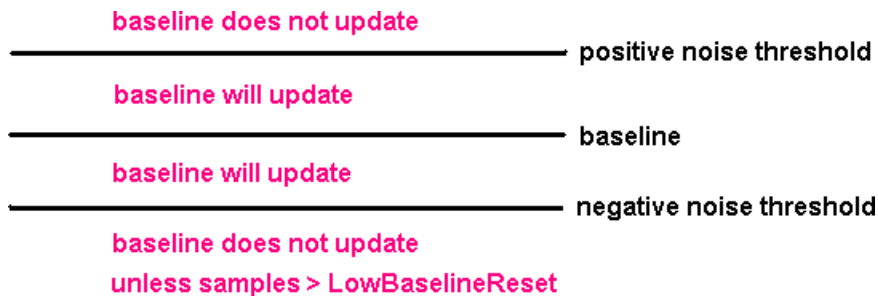 baseline does not update
positive noise threshold
baseline will update
baseline
baseline will update
negative noise threshold
baseline does not update
unless samples > LowBaselineReset